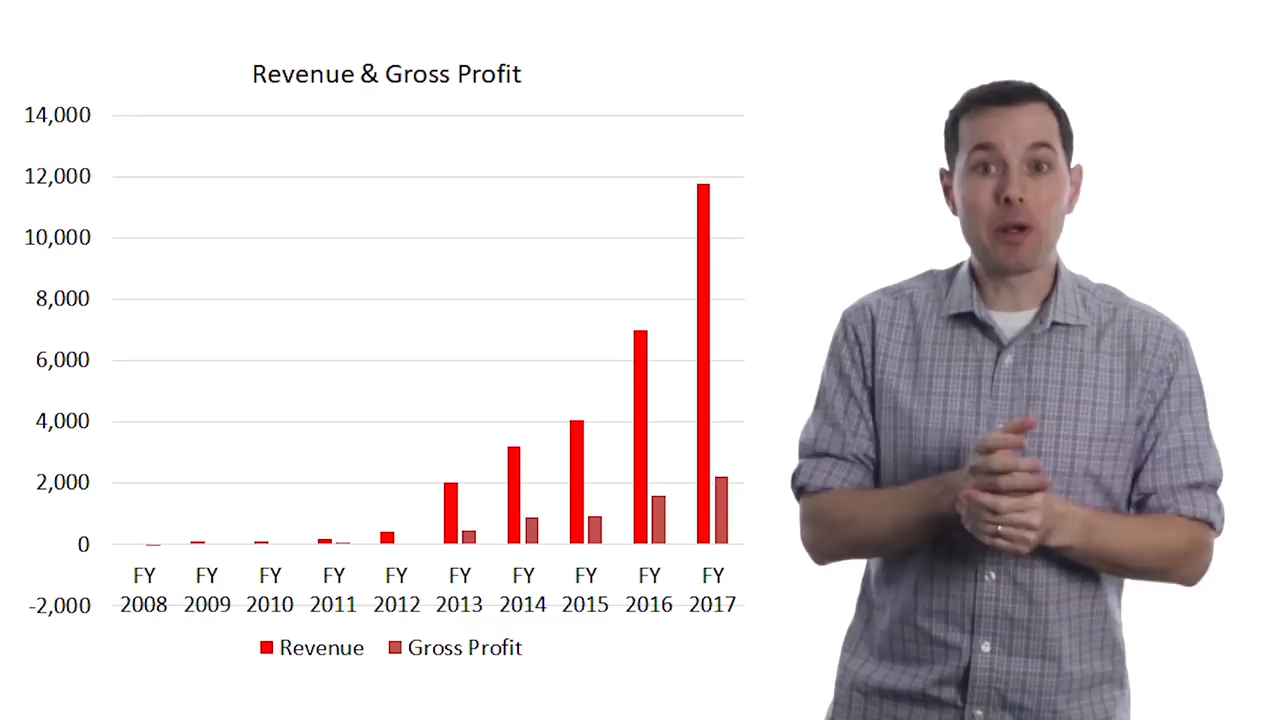 Revenue & Gross Profit
14,000
12,000
10,000
8,000
6,000
4,000
2,000
0
-2,000
FY 2008
FY 2009
FY 2010
FY 2011
FY 2012
FY 2013
FY 2014
FY 2015
FY 2016
FY 2017
Revenue
Gross Profit